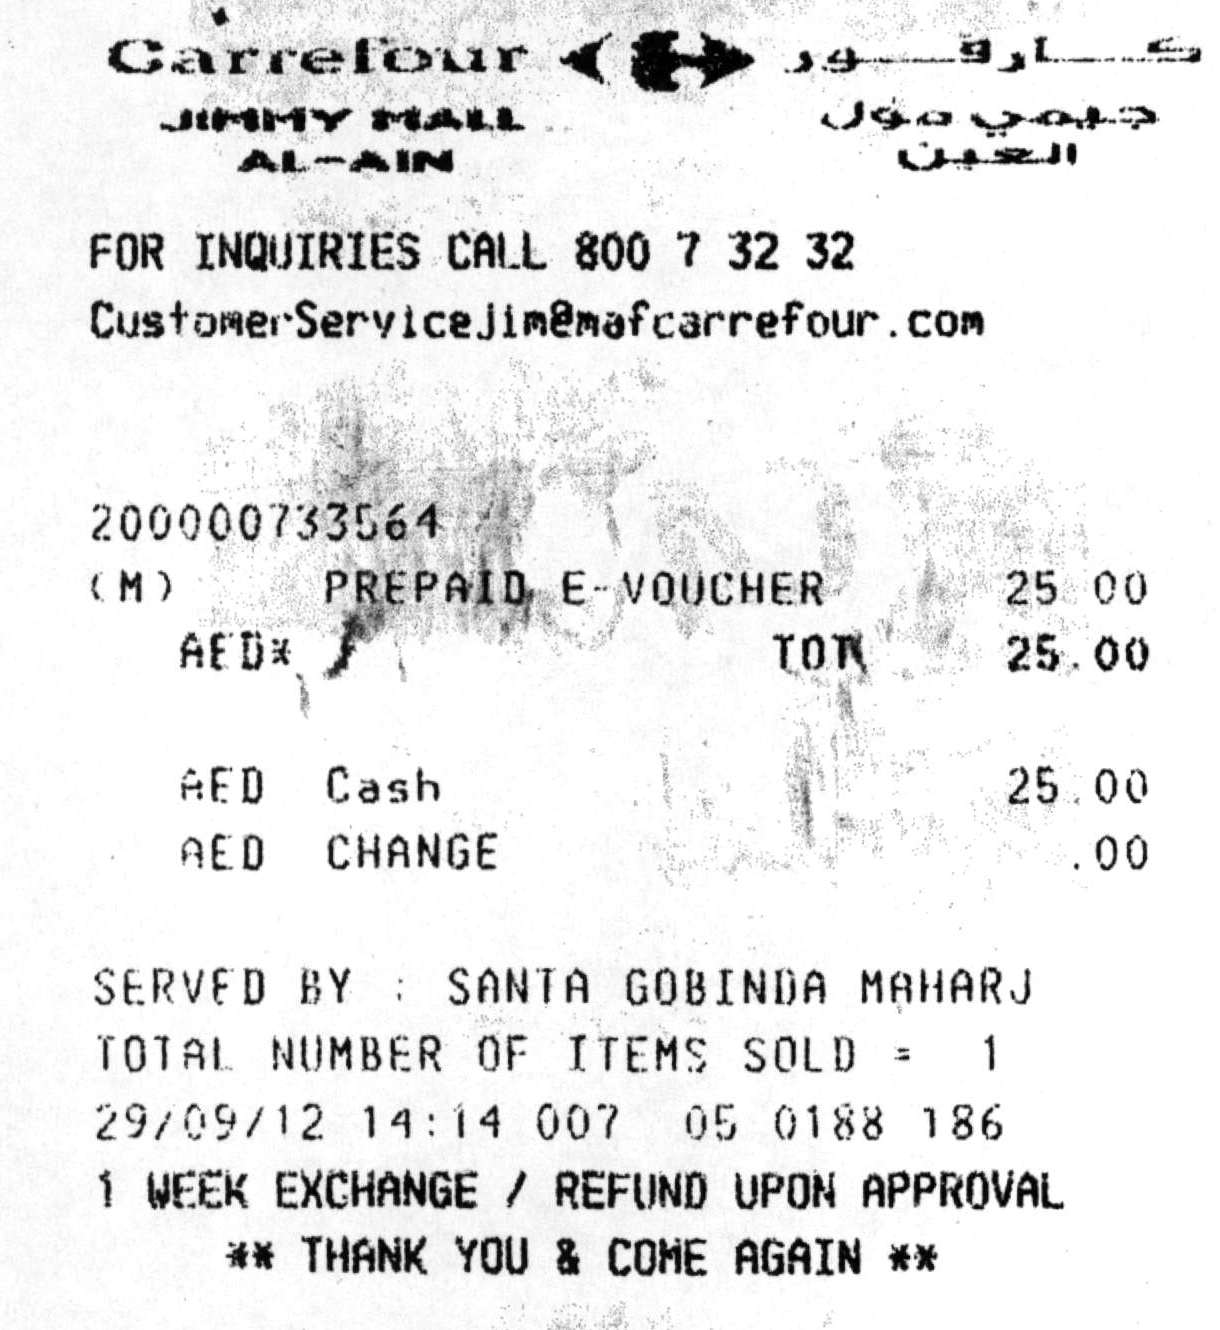 Carrefour كارفور
JIMMY MALL جيمي مول
AL-AIN العين
FOR INQUIRIES CALL 800 7 32 32
CustomerServicejim@mafcarrefour.com
200000733564
(M) PREPAID E-VOUCHER 25.00
AED* TOT 25.00
AED Cash 25.00
AED CHANGE .00
SERVED BY : SANTA GOBINDA MAHARJ
TOTAL NUMBER OF ITEMS SOLD = 1
29/09/12 14:14 007 05 0188 186
1 WEEK EXCHANGE / REFUND UPON APPROVAL
** THANK YOU & COME AGAIN **